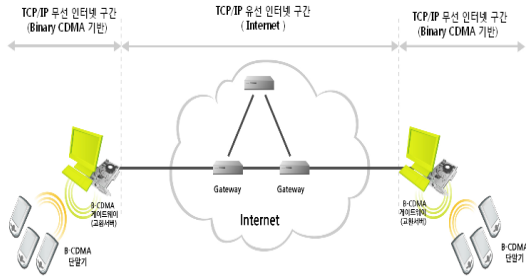 TCP/IP 무선 인터넷 구간
(Binary CDMA 기반)
TCP/IP 유선 인터넷 구간
( Internet )
TCP/IP 무선 인터넷 구간
(Binary CDMA 기반)
Gateway
Gateway
Internet
B-CDMA
게이트웨이
(교환서버)
B-CDMA
단말기
B-CDMA
게이트웨이
(교환서버)
B-CDMA
단말기